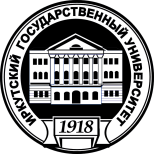 ИРКУТСКИЙ ГОСУДАРСТВЕННЫЙ УНИВЕРСИТЕТ
1918